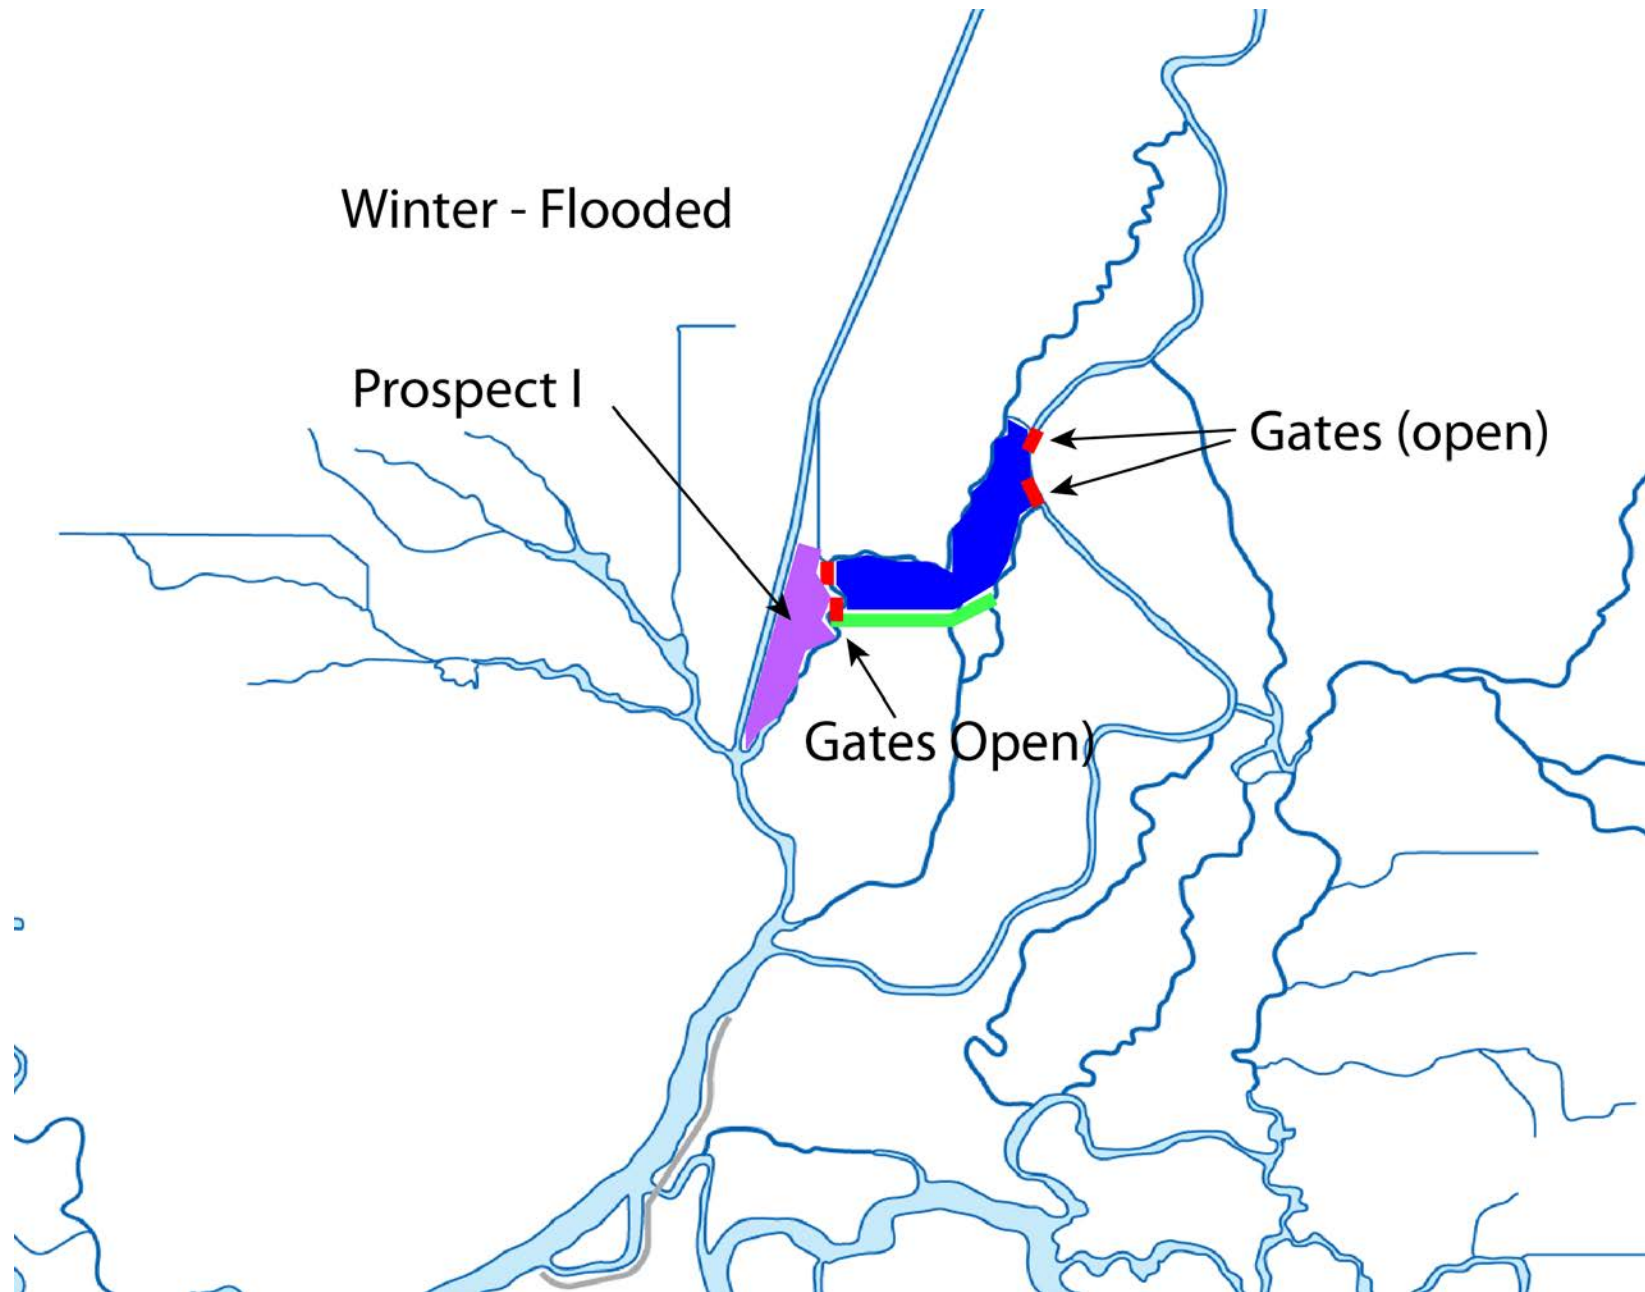 Winter - Flooded
Prospect I
Gates (open)
Gates Open)